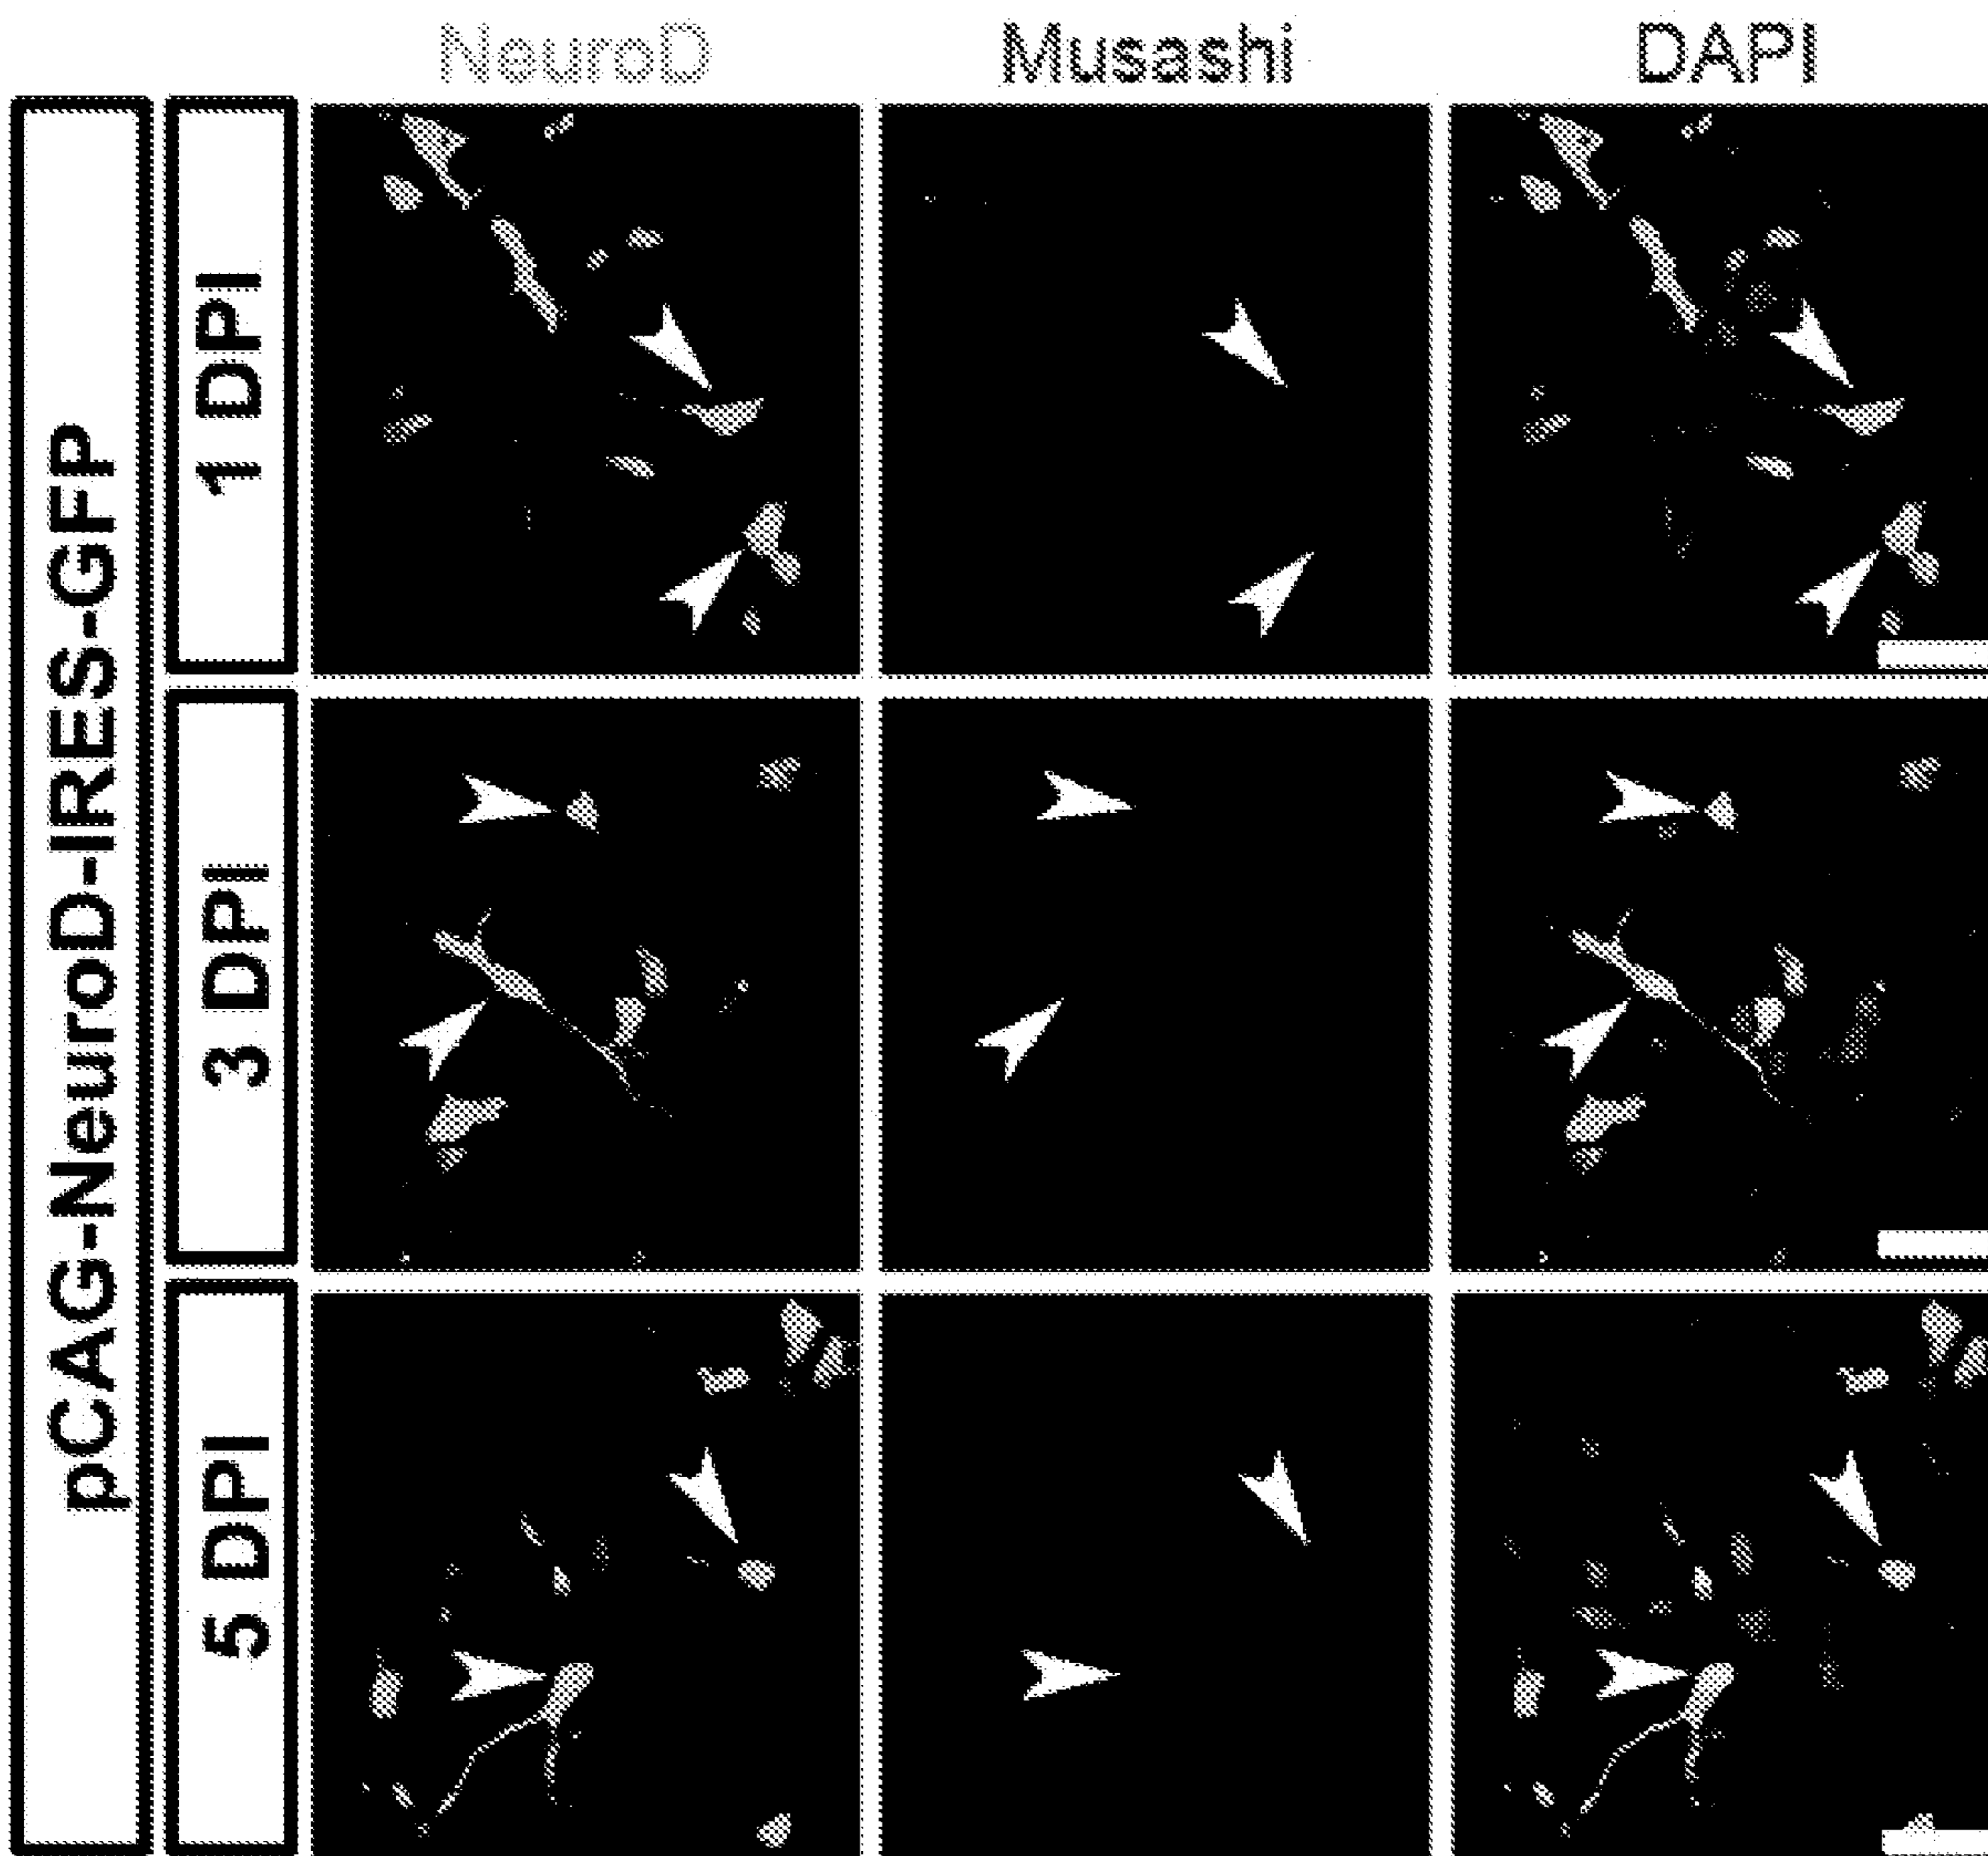 NeuroD Musashi DAPI
pCAG-NeuroD-IRES-GFP
1 DPI
3 DPI
5 DPI